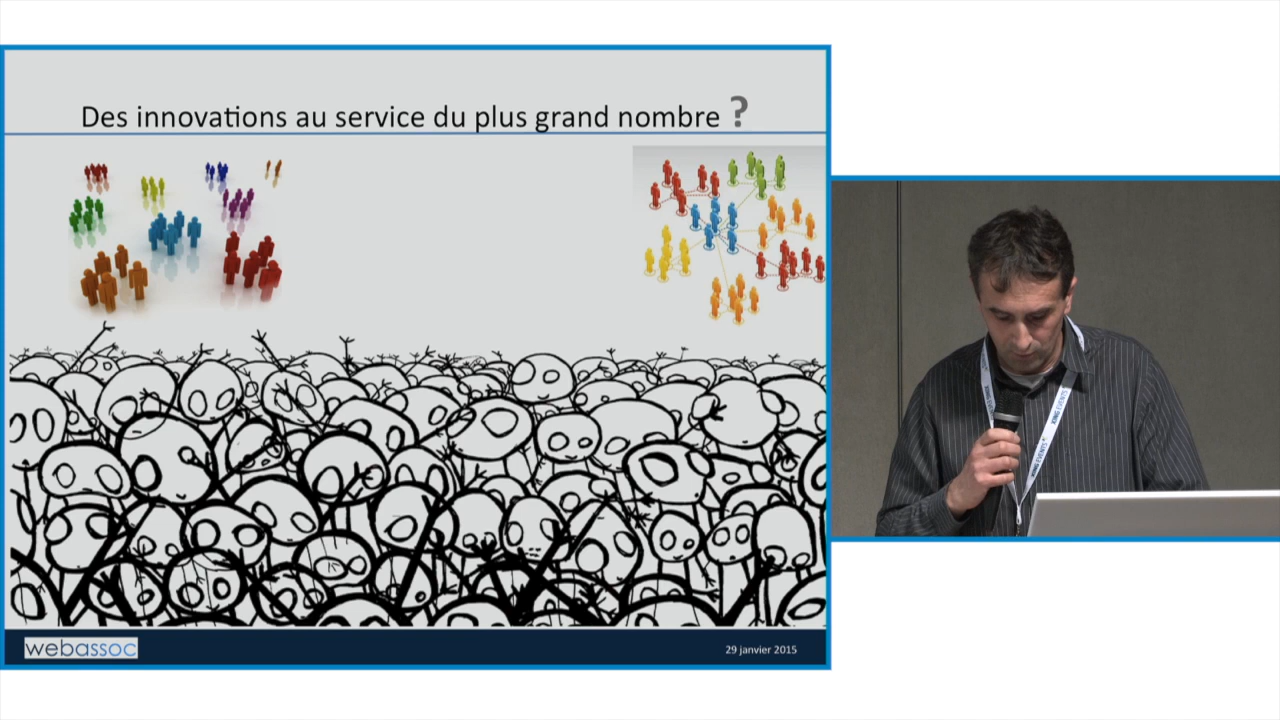 Des innovations au service du plus grand nombre ?
webassoc
29 janvier 2015